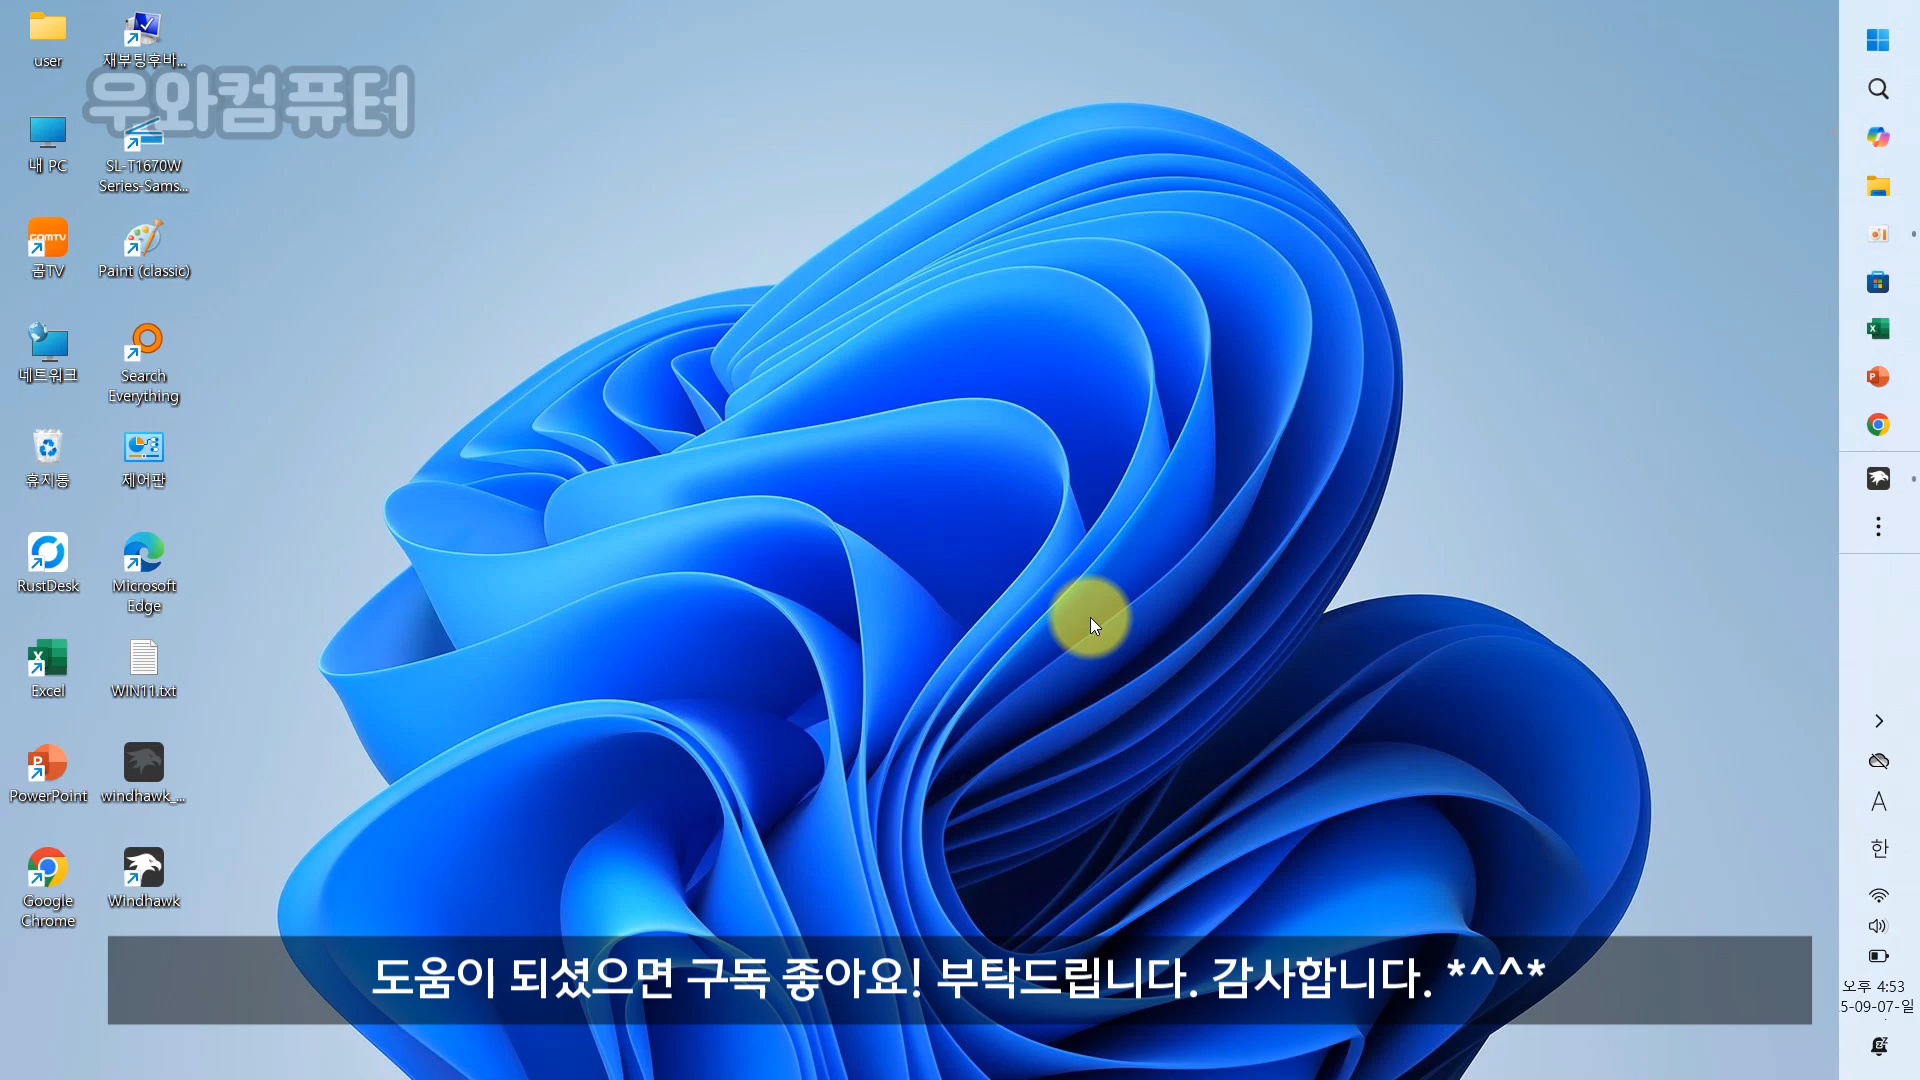 user
재부팅후바...
우와컴퓨터
내 PC
SL-T1670W
Series-Sams...
GOMTV
곰TV
Paint (classic)
네트워크
Search
Everything
휴지통
제어판
RustDesk
Microsoft
Edge
Excel
WIN11.txt
PowerPoint
windhawk_...
Google
Chrome
Windhawk
A
한
오후 4:53
5-09-07-일
도움이 되셨으면 구독 좋아요! 부탁드립니다. 감사합니다. *^^^*